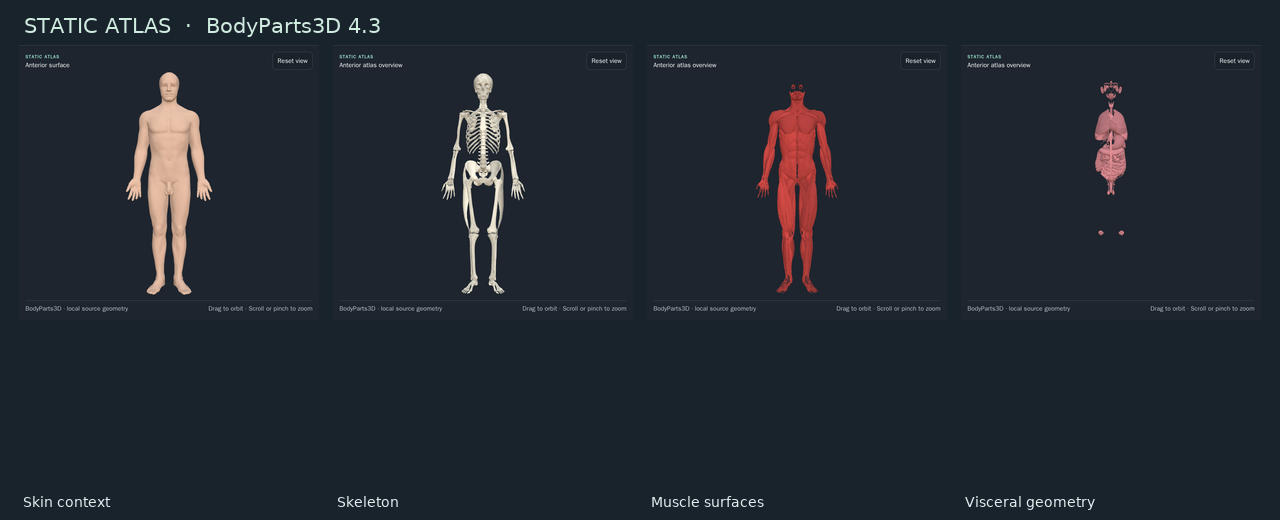 STATIC ATLAS · BodyParts3D 4.3
STATIC ATLAS
Anterior surface
Reset view
BodyParts3D · local source geometry
Drag to orbit · Scroll or pinch to zoom
Skin context
STATIC ATLAS
Anterior atlas overview
Reset view
BodyParts3D · local source geometry
Drag to orbit · Scroll or pinch to zoom
Skeleton
STATIC ATLAS
Anterior atlas overview
Reset view
BodyParts3D · local source geometry
Drag to orbit · Scroll or pinch to zoom
Muscle surfaces
STATIC ATLAS
Anterior atlas overview
Reset view
BodyParts3D · local source geometry
Drag to orbit · Scroll or pinch to zoom
Visceral geometry